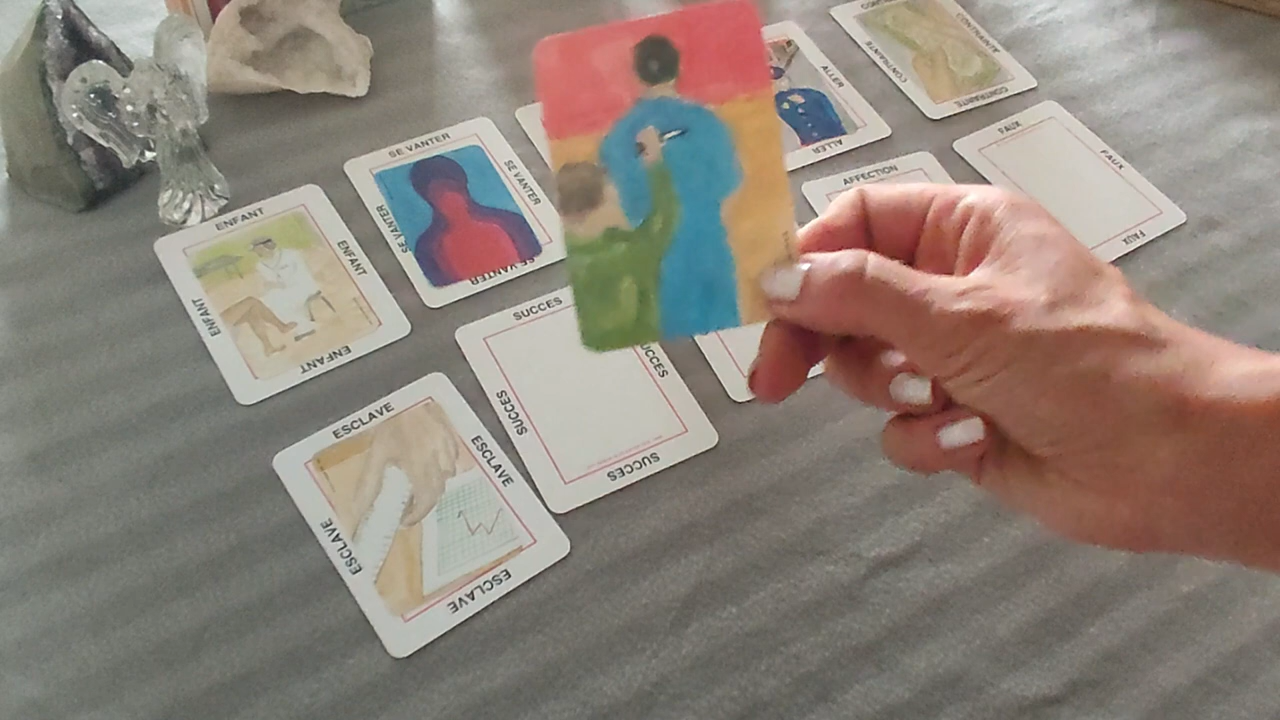 CONTRAINTE
CONTRAINTE
CONTRAINTE
ALLER
ALLER
FAUX
FAUX
FAUX
AFFECTION
SE VANTER
SE VANTER
SE VANTER
SE VANTER
ENFANT
ENFANT
ENFANT
ENFANT
SUCCES
SUCCES
SUCCES
ESCLAVE
ESCLAVE
ESCLAVE
ESCLAVE